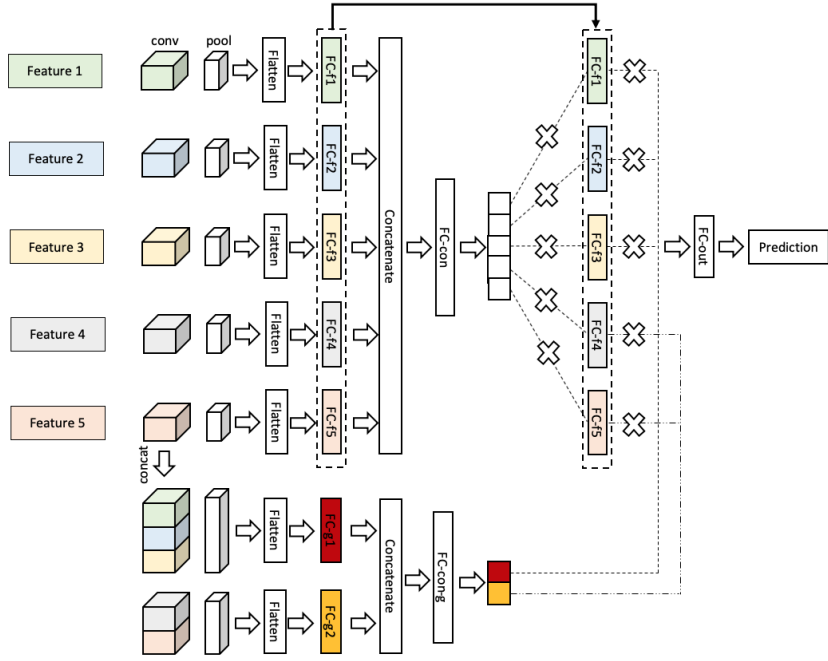 conv pool
Feature 1
Flatten
FC-f1
FC-f1
Feature 2
Flatten
FC-f2
FC-f2
Feature 3
Flatten
FC-f3
Concatenate
FC-con
FC-f3
FC-out
Prediction
Feature 4
Flatten
FC-f4
FC-f4
Feature 5
Flatten
FC-f5
FC-f5
concat
Flatten
FC-g1
Concatenate
FC-con-g
Flatten
FC-g2